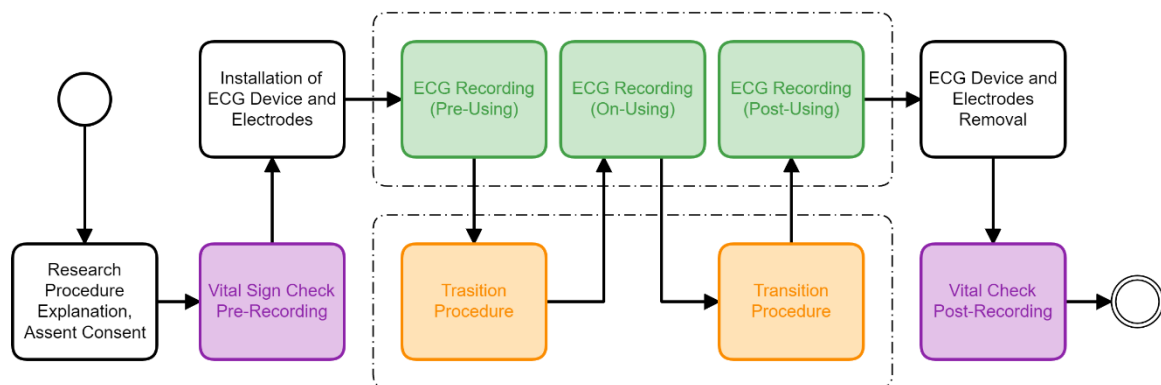 Installation of
ECG Device and
Electrodes
ECG Recording
(Pre-Using)
ECG Recording
(On-Using)
ECG Recording
(Post-Using)
ECG Device and
Electrodes
Removal
Research
Procedure
Explanation,
Assent Consent
Vital Sign Check
Pre-Recording
Trasition
Procedure
Transition
Procedure
Vital Check
Post-Recording